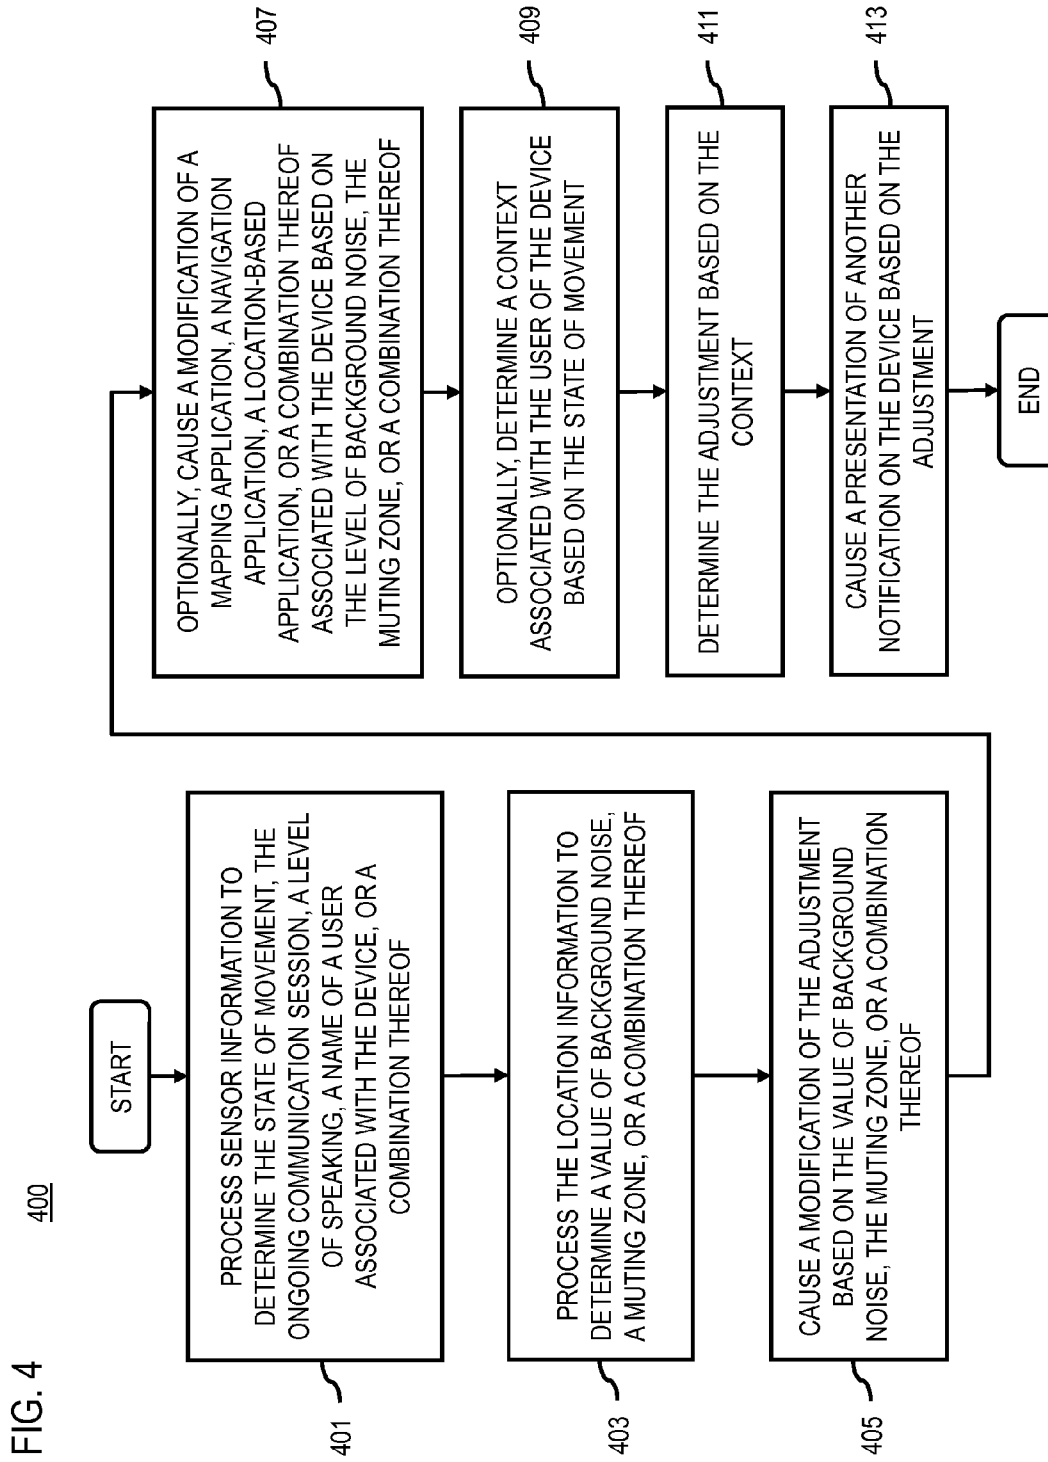 FIG. 4
400
START
PROCESS SENSOR INFORMATION TO
DETERMINE THE STATE OF MOVEMENT, THE
ONGOING COMMUNICATION SESSION, A LEVEL
OF SPEAKING, A NAME OF A USER
ASSOCIATED WITH THE DEVICE, OR A
COMBINATION THEREOF
401
PROCESS THE LOCATION INFORMATION TO
DETERMINE A VALUE OF BACKGROUND NOISE,
A MUTING ZONE, OR A COMBINATION THEREOF
403
CAUSE A MODIFICATION OF THE ADJUSTMENT
BASED ON THE VALUE OF BACKGROUND
NOISE, THE MUTING ZONE, OR A COMBINATION
THEREOF
405
OPTIONALLY, CAUSE A MODIFICATION OF A
MAPPING APPLICATION, A NAVIGATION
APPLICATION, A LOCATION-BASED
APPLICATION, OR A COMBINATION THEREOF
ASSOCIATED WITH THE DEVICE BASED ON
THE LEVEL OF BACKGROUND NOISE, THE
MUTING ZONE, OR A COMBINATION THEREOF
407
OPTIONALLY, DETERMINE A CONTEXT
ASSOCIATED WITH THE USER OF THE DEVICE
BASED ON THE STATE OF MOVEMENT
409
DETERMINE THE ADJUSTMENT BASED ON THE
CONTEXT
411
CAUSE A PRESENTATION OF ANOTHER
NOTIFICATION ON THE DEVICE BASED ON THE
ADJUSTMENT
413
END